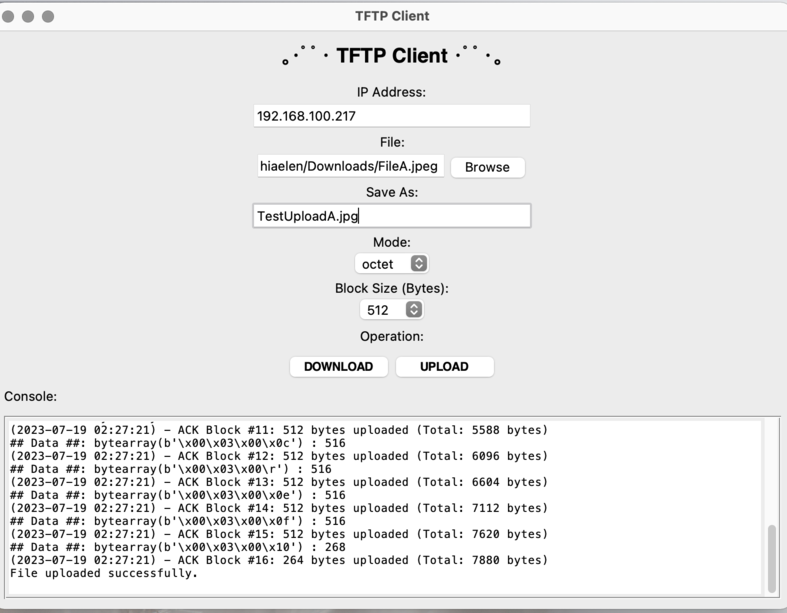 TFTP Client
｡･ﾟﾟ･ TFTP Client ･ﾟﾟ･｡
IP Address:
192.168.100.217
File:
hiaelen/Downloads/FileA.jpeg Browse
Save As:
TestUploadA.jpg
Mode:
octet
Block Size (Bytes):
512
Operation:
DOWNLOAD UPLOAD
Console:
(2023-07-19 02:27:21) - ACK Block #11: 512 bytes uploaded (Total: 5588 bytes)
## Data ##: bytearray(b'\x00\x03\x00\x0c') : 516
(2023-07-19 02:27:21) - ACK Block #12: 512 bytes uploaded (Total: 6096 bytes)
## Data ##: bytearray(b'\x00\x03\x00\r') : 516
(2023-07-19 02:27:21) - ACK Block #13: 512 bytes uploaded (Total: 6604 bytes)
## Data ##: bytearray(b'\x00\x03\x00\x0e') : 516
(2023-07-19 02:27:21) - ACK Block #14: 512 bytes uploaded (Total: 7112 bytes)
## Data ##: bytearray(b'\x00\x03\x00\x0f') : 516
(2023-07-19 02:27:21) - ACK Block #15: 512 bytes uploaded (Total: 7620 bytes)
## Data ##: bytearray(b'\x00\x03\x00\x10') : 268
(2023-07-19 02:27:21) - ACK Block #16: 264 bytes uploaded (Total: 7880 bytes)
File uploaded successfully.